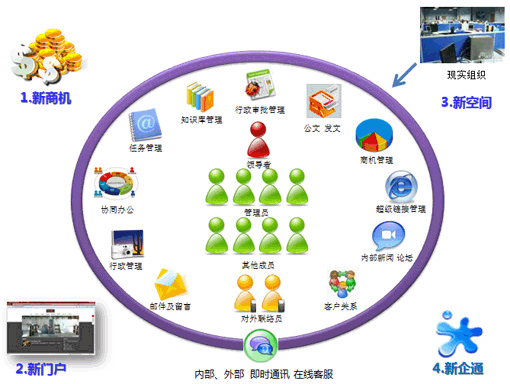 1.新商机
现实组织
3.新空间
知识库管理
行政审批管理
公文 发文
任务管理
领导者
商机管理
协同办公
管理员
超级链接管理
行政管理
其他成员
内部新闻 论坛
邮件及留言
对外联络员
客户关系
2.新门户
4.新企通
内部、外部 即时通讯 在线客服